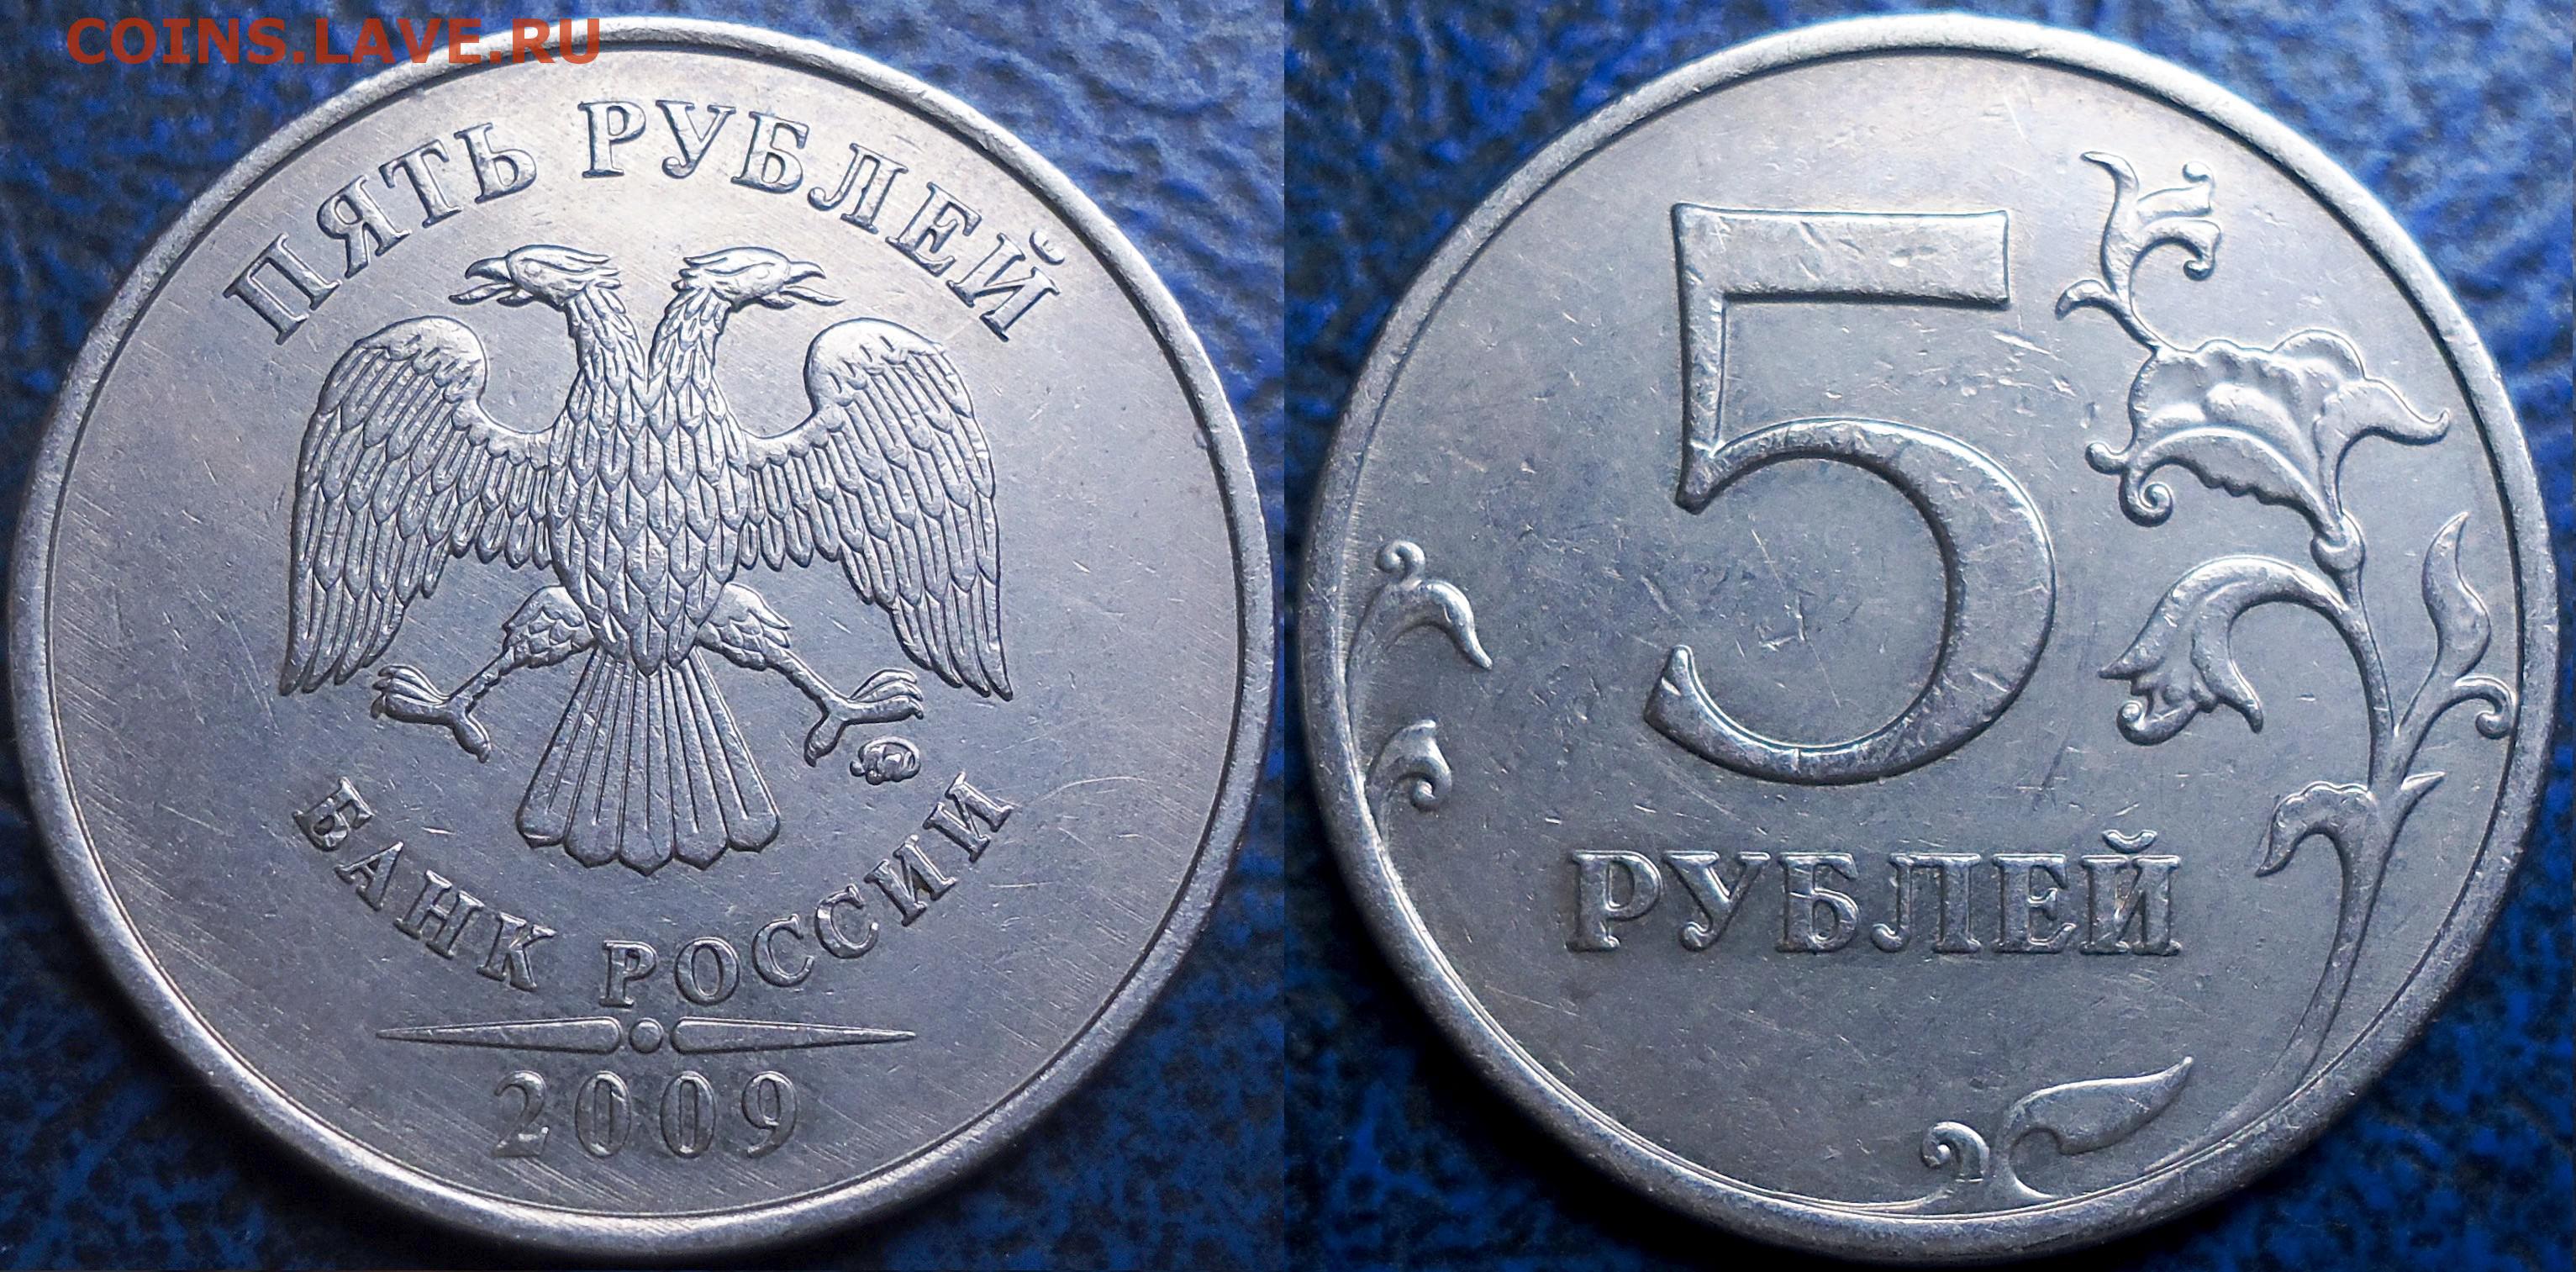 COINS.LAVE.RU
ПЯТЬ РУБЛЕЙ
БАНК РОССИИ
2009
5
РУБЛЕЙ